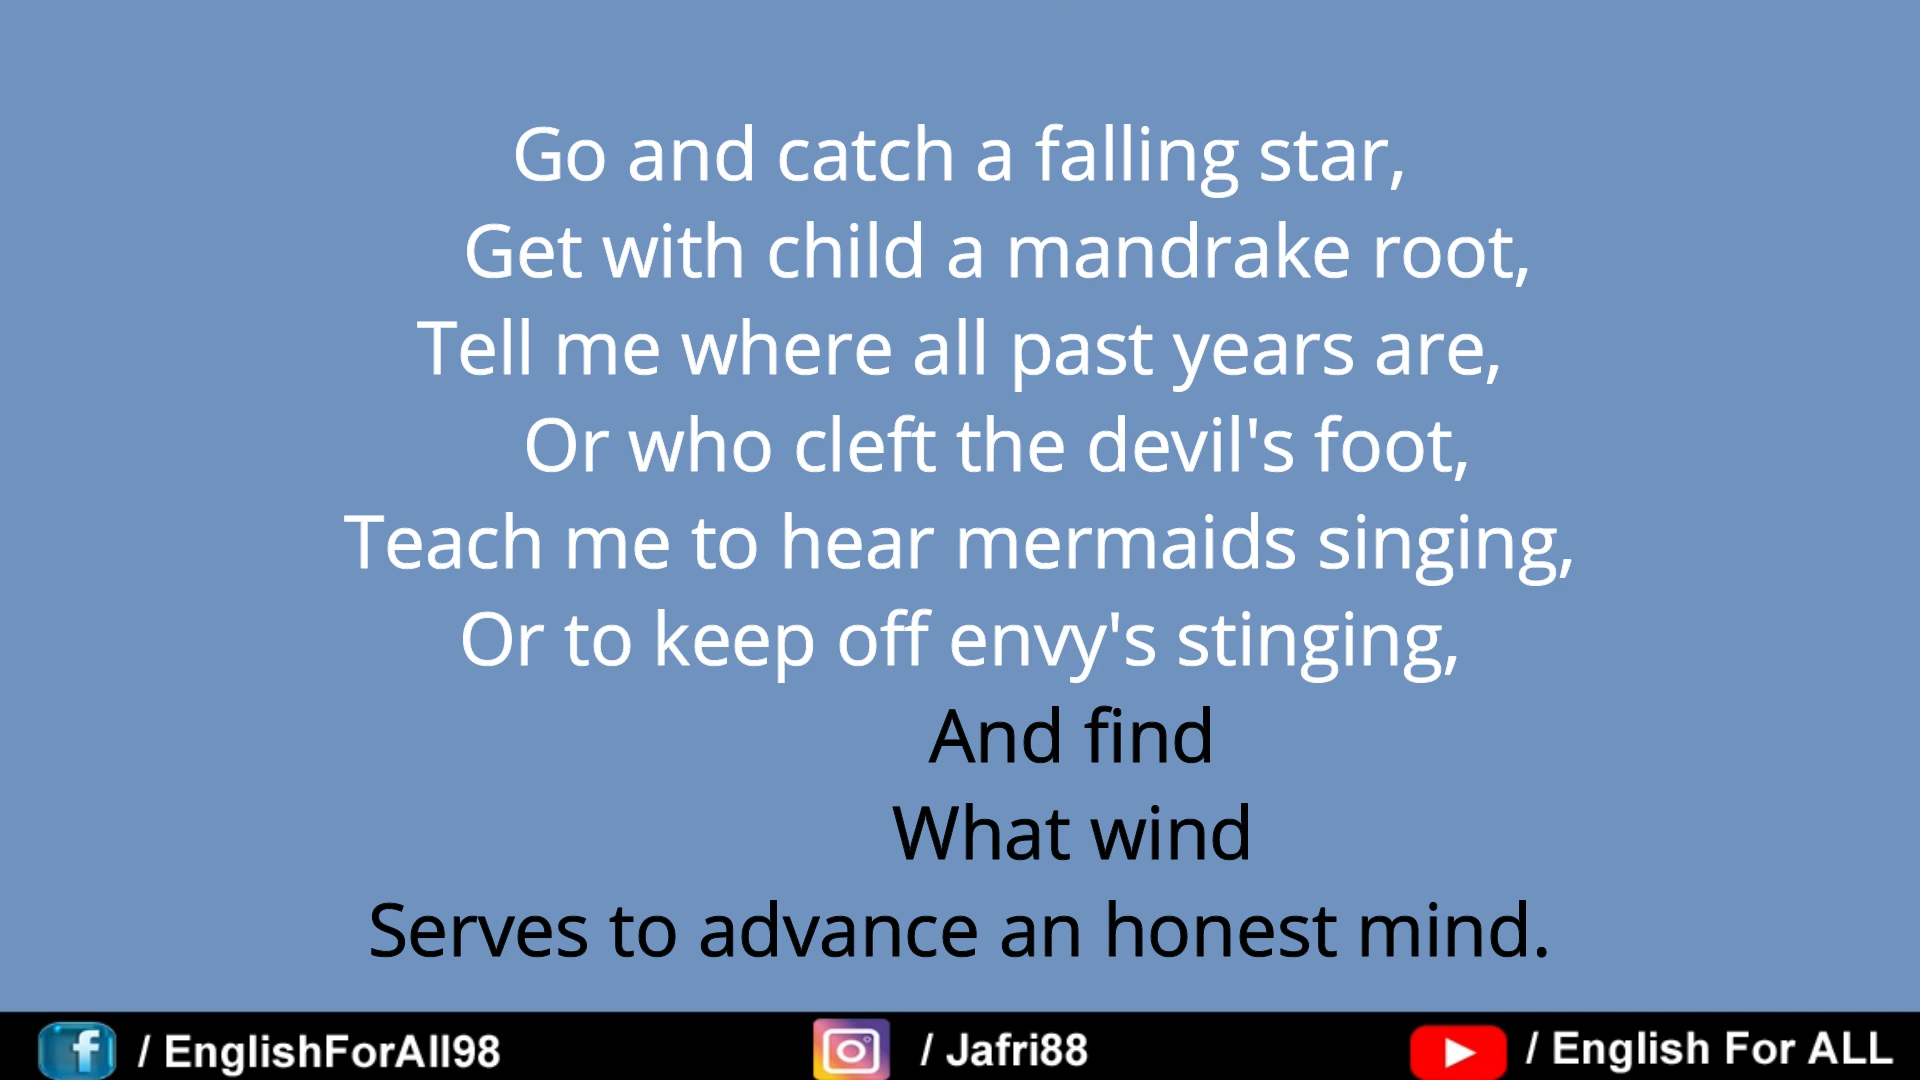 Go and catch a falling star,
Get with child a mandrake root,
Tell me where all past years are,
Or who cleft the devil's foot,
Teach me to hear mermaids singing,
Or to keep off envy's stinging,
And find
What wind
Serves to advance an honest mind.
/ EnglishForAll98
/ Jafri88
/ English For ALL